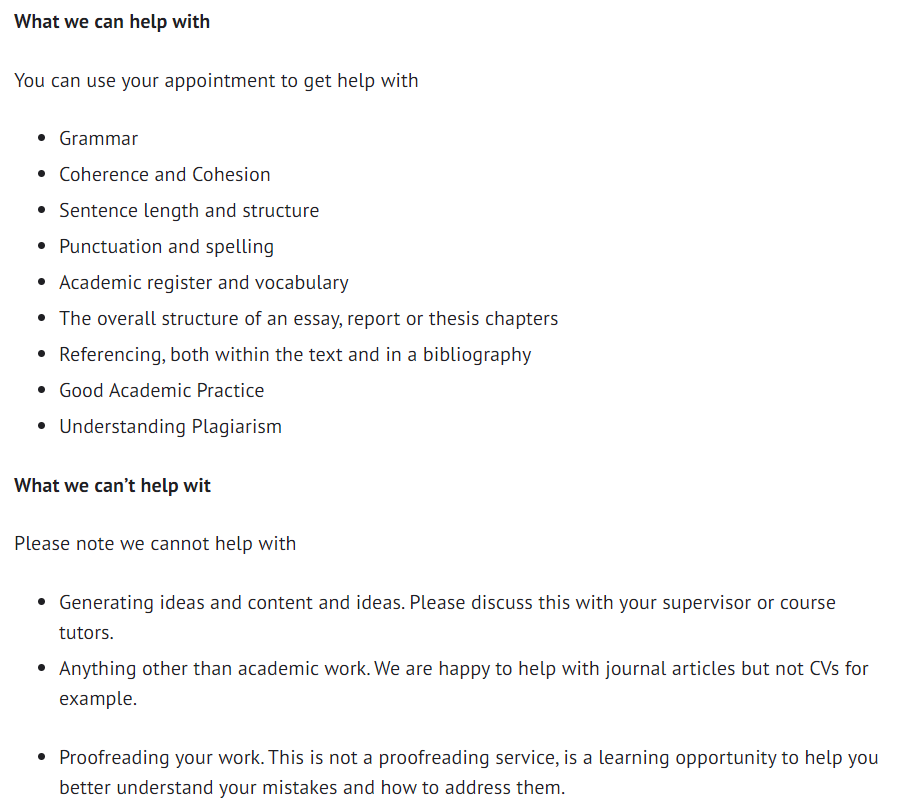 What we can help with
You can use your appointment to get help with
Grammar
Coherence and Cohesion
Sentence length and structure
Punctuation and spelling
Academic register and vocabulary
The overall structure of an essay, report or thesis chapters
Referencing, both within the text and in a bibliography
Good Academic Practice
Understanding Plagiarism
What we can’t help wit
Please note we cannot help with
Generating ideas and content and ideas. Please discuss this with your supervisor or course
tutors.
Anything other than academic work. We are happy to help with journal articles but not CVs for
example.
Proofreading your work. This is not a proofreading service, is a learning opportunity to help you
better understand your mistakes and how to address them.